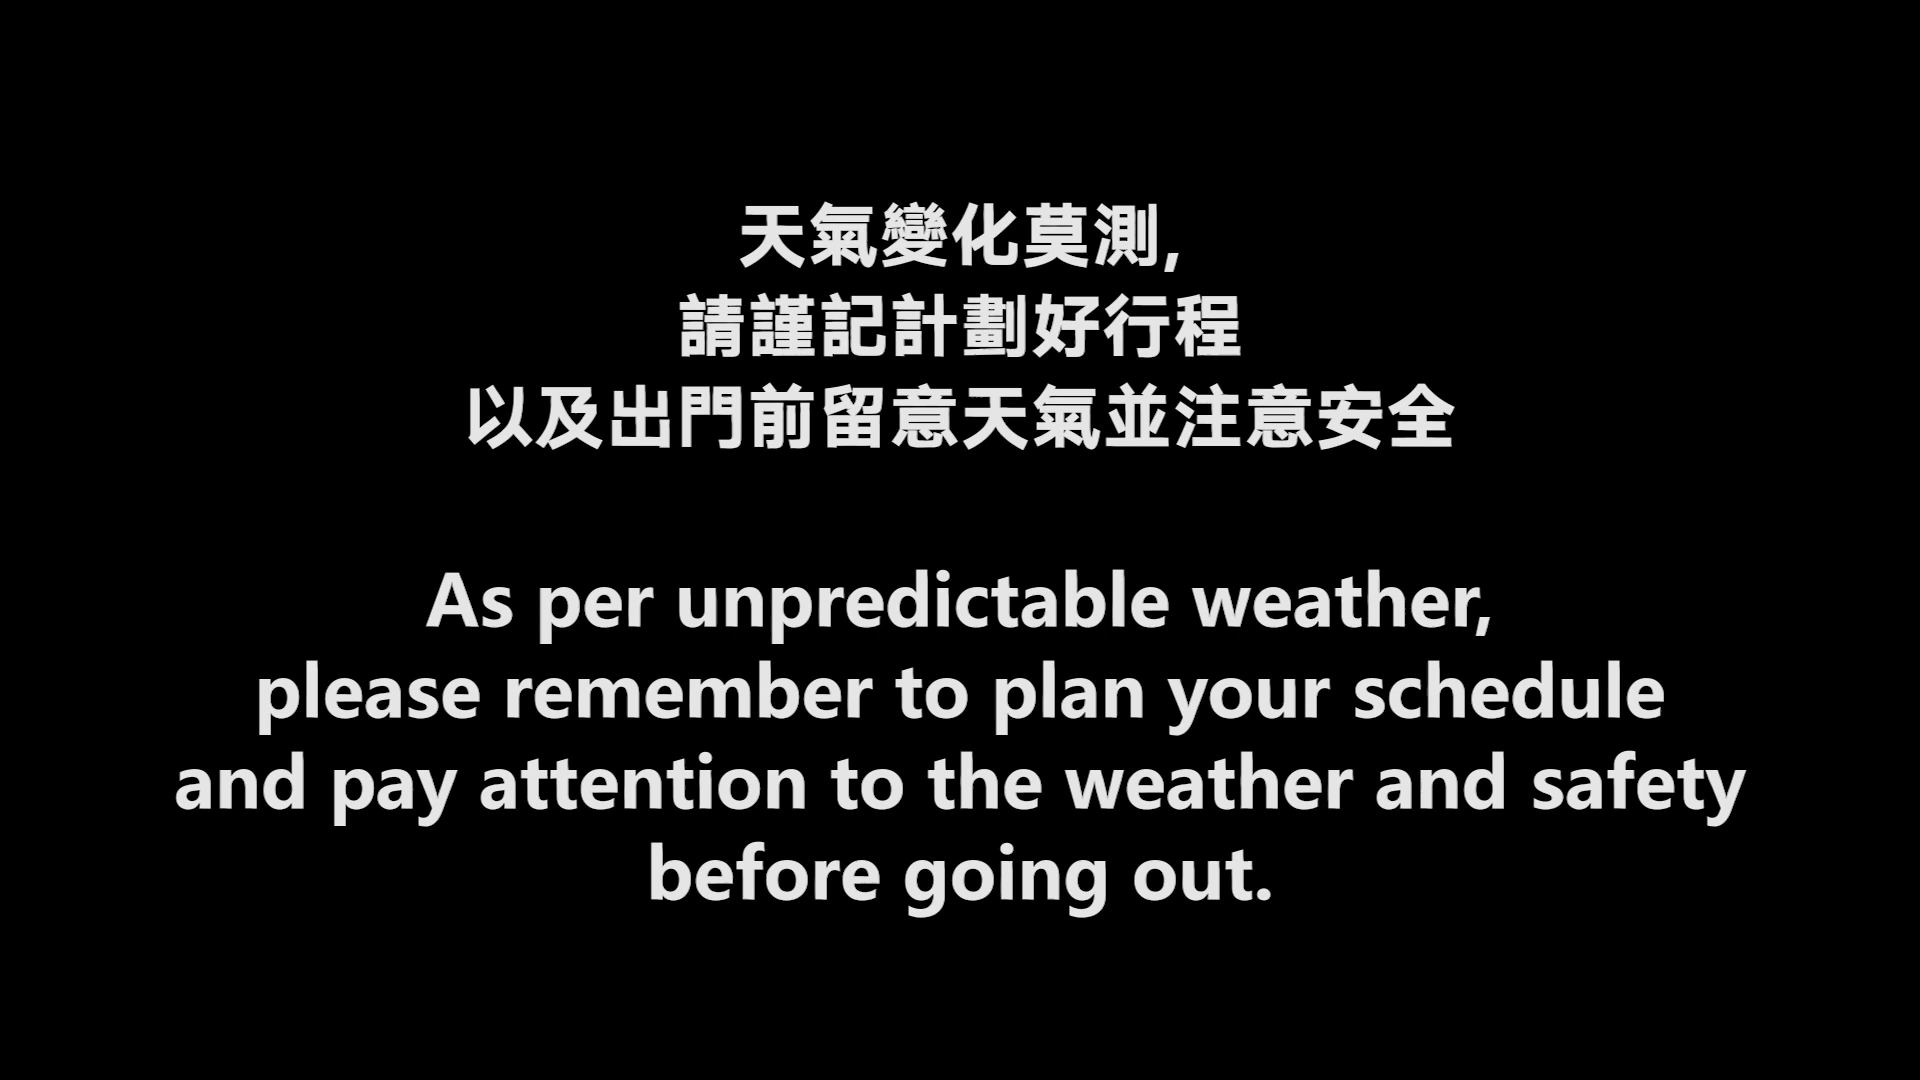 天氣變化莫測,
請謹記計劃好行程
以及出門前留意天氣並注意安全
As per unpredictable weather,
please remember to plan your schedule
and pay attention to the weather and safety
before going out.